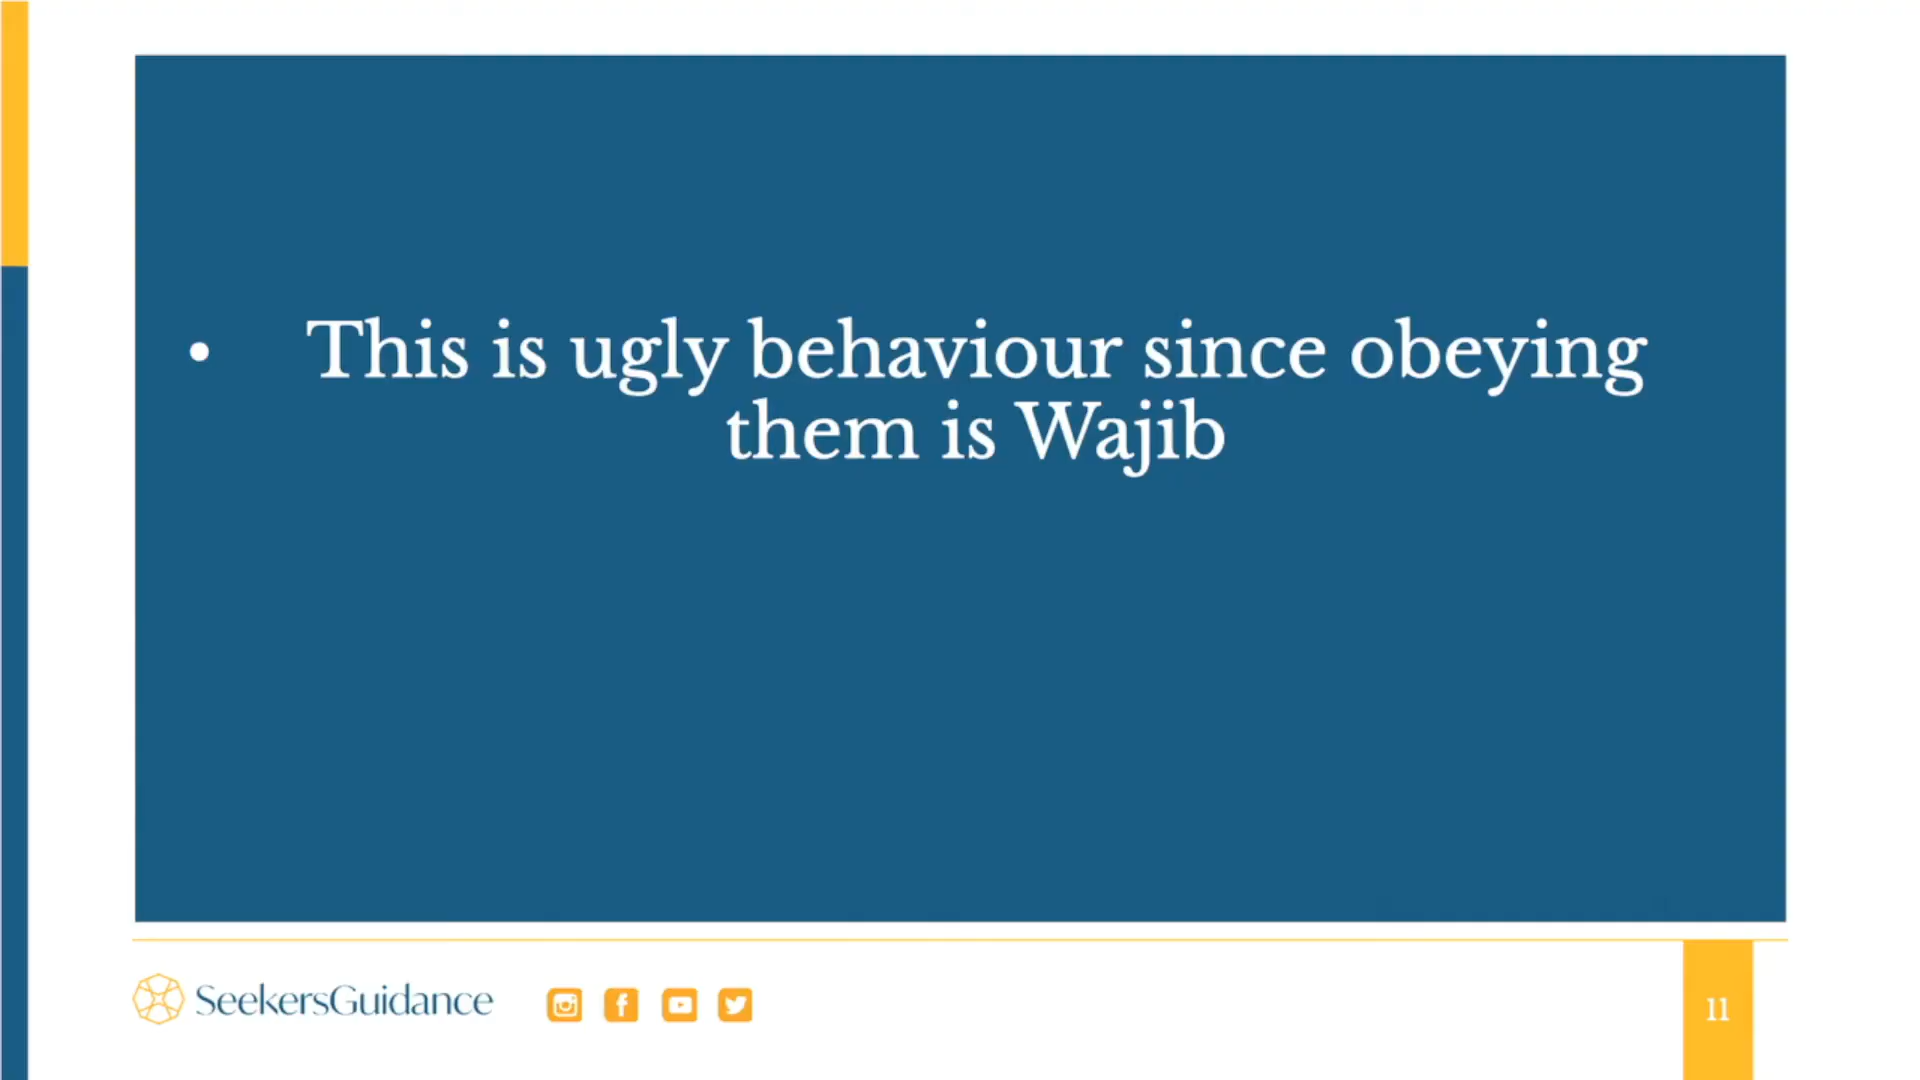 • This is ugly behaviour since obeying
them is Wajib
SeekersGuidance
11